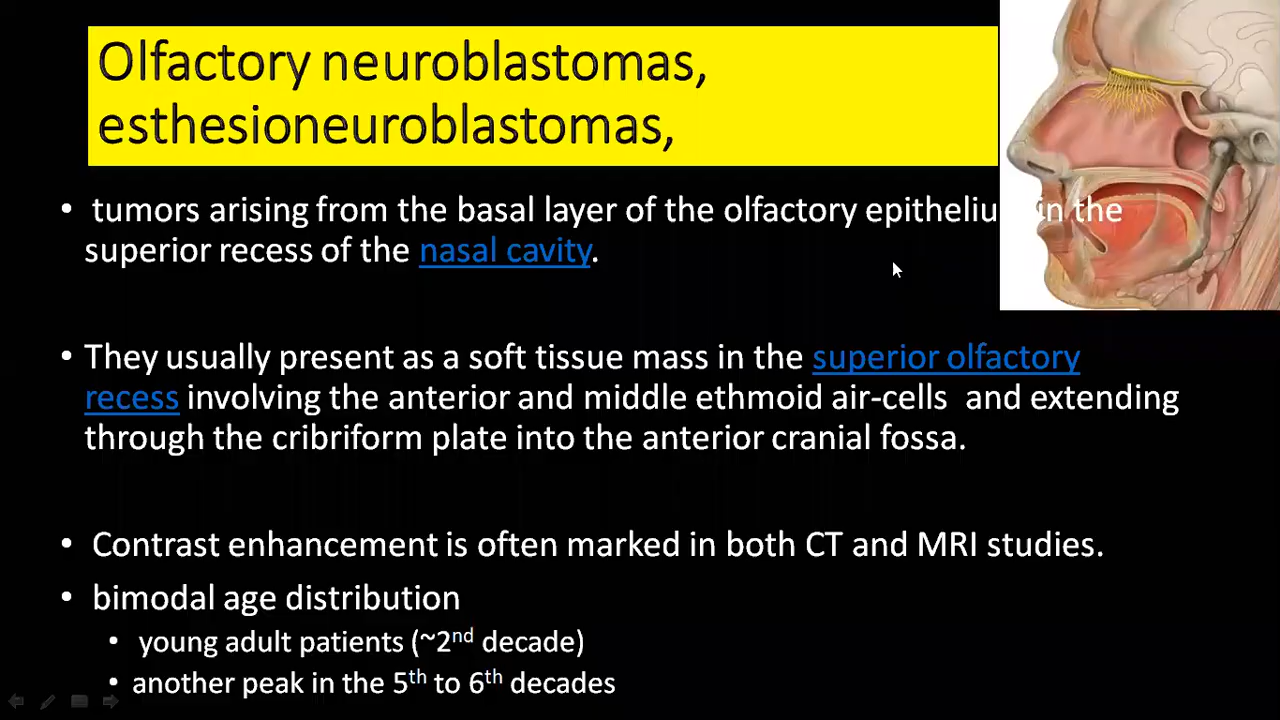 Olfactory neuroblastomas,
esthesioneuroblastomas,
• tumors arising from the basal layer of the olfactory epitheliu in the
superior recess of the nasal cavity.
• They usually present as a soft tissue mass in the superior olfactory
recess involving the anterior and middle ethmoid air-cells and extending
through the cribriform plate into the anterior cranial fossa.
• Contrast enhancement is often marked in both CT and MRI studies.
• bimodal age distribution
• young adult patients (~2nd decade)
• another peak in the 5th to 6th decades